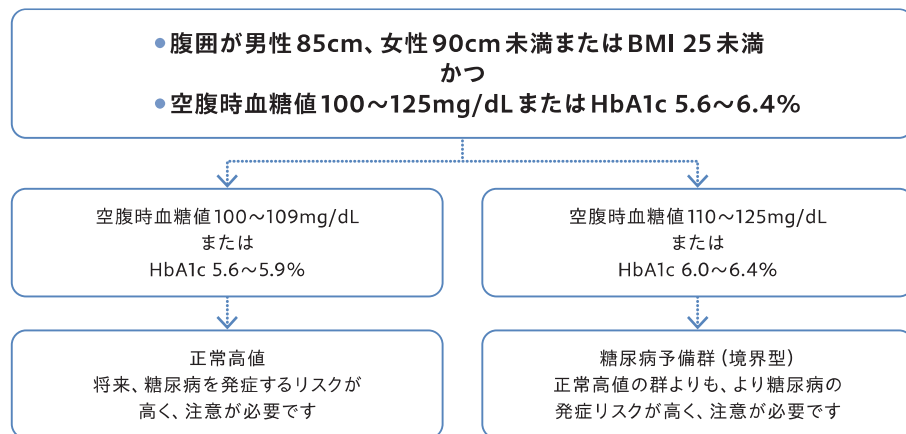 •腹囲が男性85cm、女性90cm未満またはBMI 25未満
かつ
•空腹時血糖値100～125mg/dLまたはHbA1c 5.6～6.4%
空腹時血糖値100～109mg/dL
または
HbA1c 5.6～5.9%
空腹時血糖値110～125mg/dL
または
HbA1c 6.0～6.4%
正常高値
将来、糖尿病を発症するリスクが
高く、注意が必要です
糖尿病予備群（境界型）
正常高値の群よりも、より糖尿病の
発症リスクが高く、注意が必要です